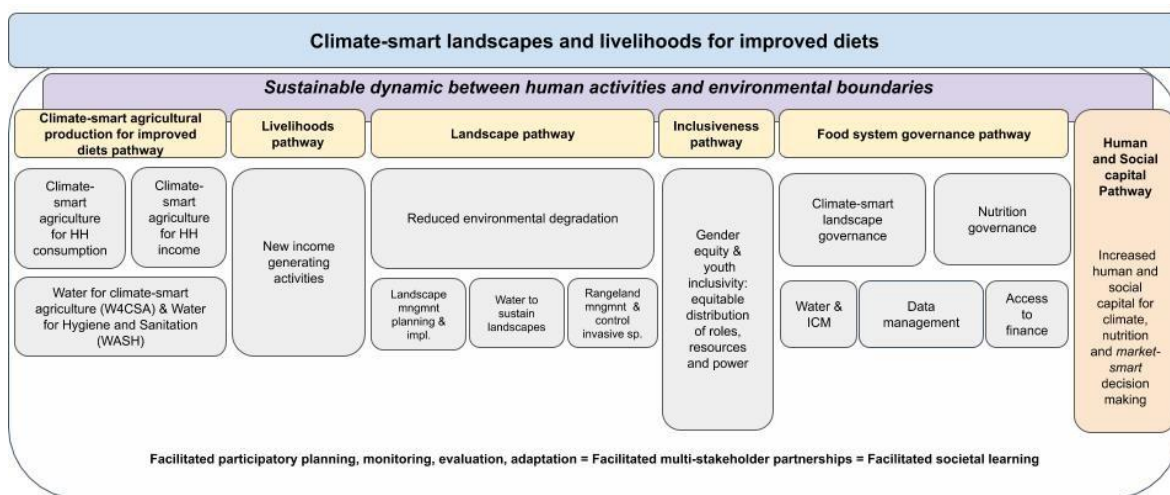 Climate-smart landscapes and livelihoods for improved diets
Sustainable dynamic between human activities and environmental boundaries
Climate-smart agricultural
production for improved
diets pathway
Livelihoods
pathway
Landscape pathway
Inclusiveness
pathway
Food system governance pathway
Human
and Social
capital
Pathway
Climate-
smart
agriculture
for HH
consumption
Climate-
smart
agriculture
for HH
income
Water for climate-smart
agriculture (W4CSA) & Water
for Hygiene and Sanitation
(WASH)
New income
generating
activities
Reduced environmental degradation
Landscape
mngmnt
planning &
impl.
Water to
sustain
landscapes
Rangeland
mngmnt &
control
invasive sp.
Gender
equity &
youth
inclusivity:
equitable
distribution
of roles,
resources
and power
Climate-smart
landscape
governance
Nutrition
governance
Water &
ICM
Data
management
Access
to
finance
Increased
human and
social
capital for
climate,
nutrition
and market-
smart
decision
making
Facilitated participatory planning, monitoring, evaluation, adaptation = Facilitated multi-stakeholder partnerships = Facilitated societal learning